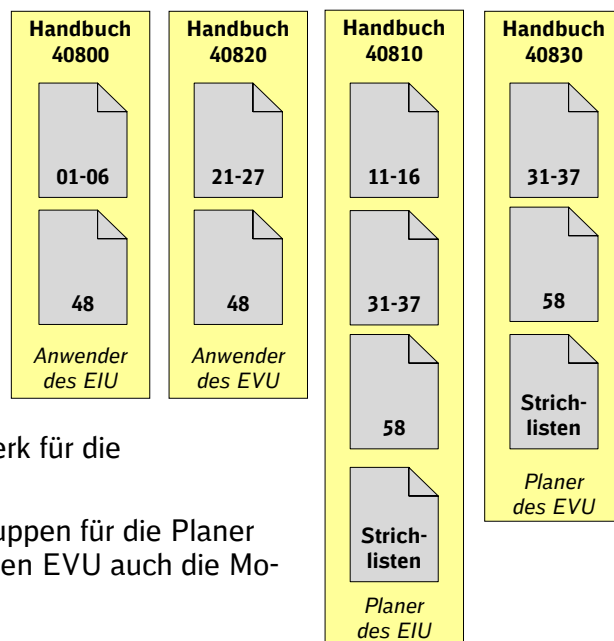 Handbuch
40800
01-06
48
Anwender
des EIU
Handbuch
40820
21-27
48
Anwender
des EVU
Handbuch
40810
11-16
31-37
58
Strich-
listen
Planer
des EIU
Handbuch
40830
31-37
58
Strich-
listen
Planer
des EVU
erk für die
uppen für die Planer
en EVU auch die Mo-